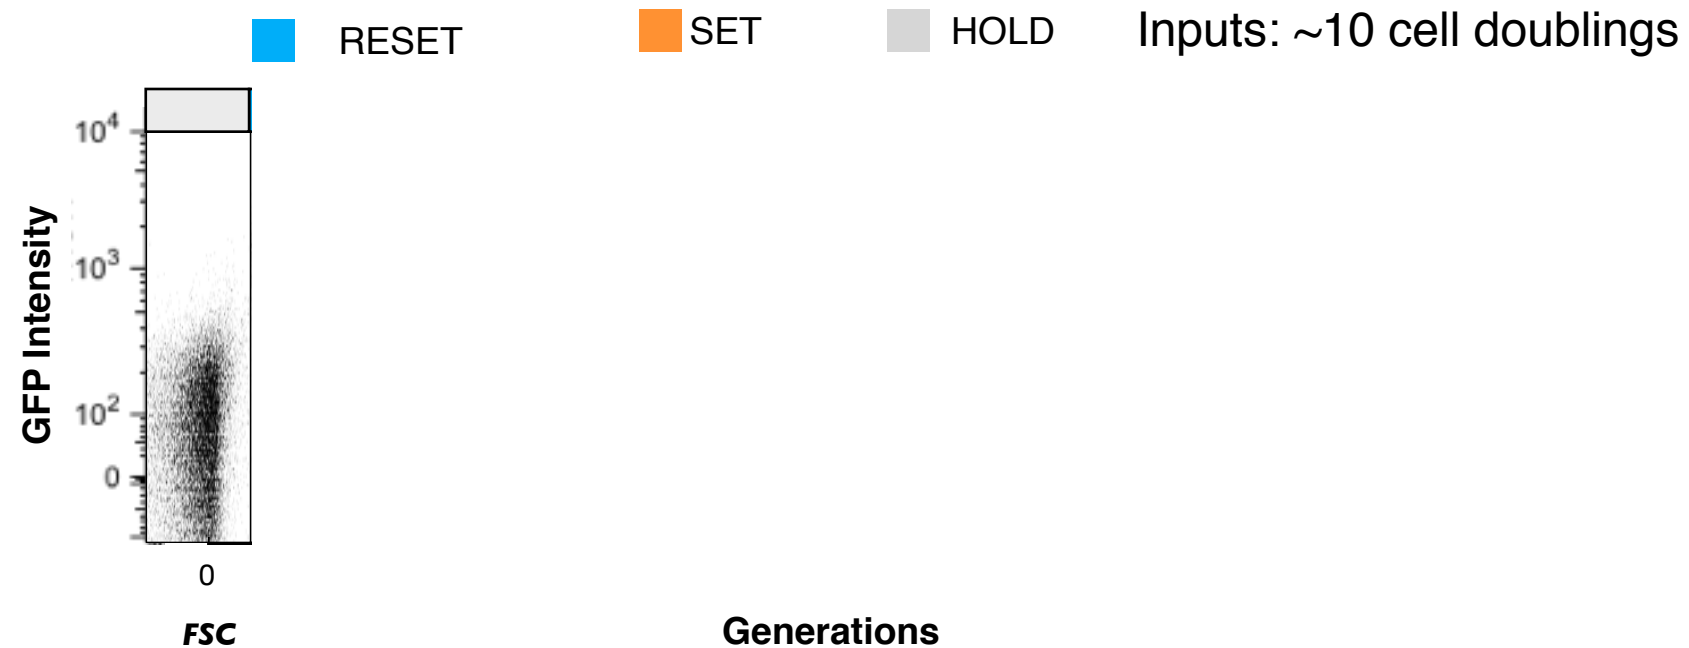 RESET
SET
HOLD
Inputs: ~10 cell doublings
10⁴
10³
10²
0
GFP Intensity
0
FSC
Generations